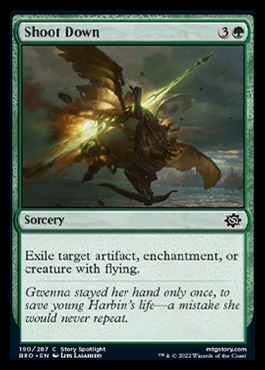 Shoot Down 3
Sorcery
Exile target artifact, enchantment, or
creature with flying.
Gwenna stayed her hand only once, to
save young Harbin's life—a mistake she
would never repeat.
190/287 C Story Spotlight mtgstory.com
BRO • EN Luis Lasahido ™ & © 2022 Wizards of the Coast